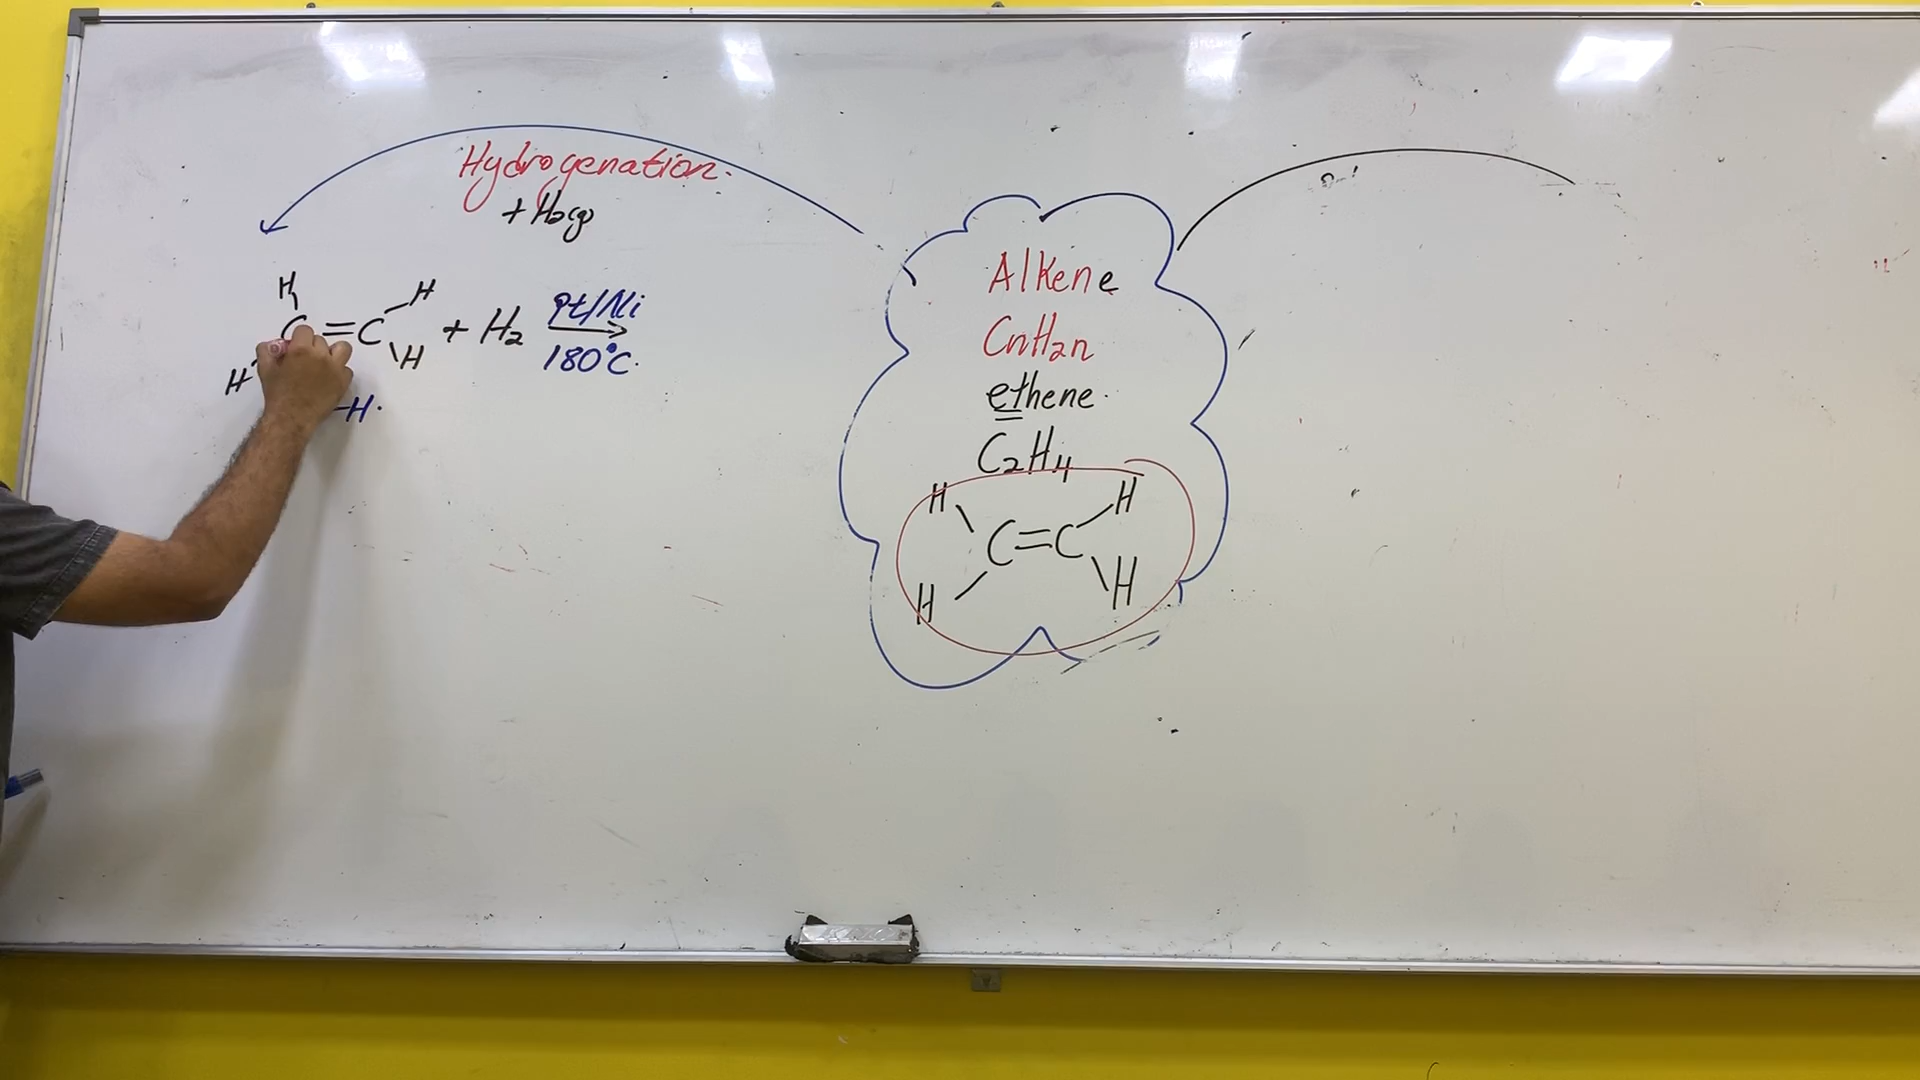 Hydrogenation.
+ H2(g)
H
H
C = C + H2 Pt/Ni
H
180°C.
H
-H.
Alkene
CnH2n
ethene.
C2H4
H H
C = C
H H